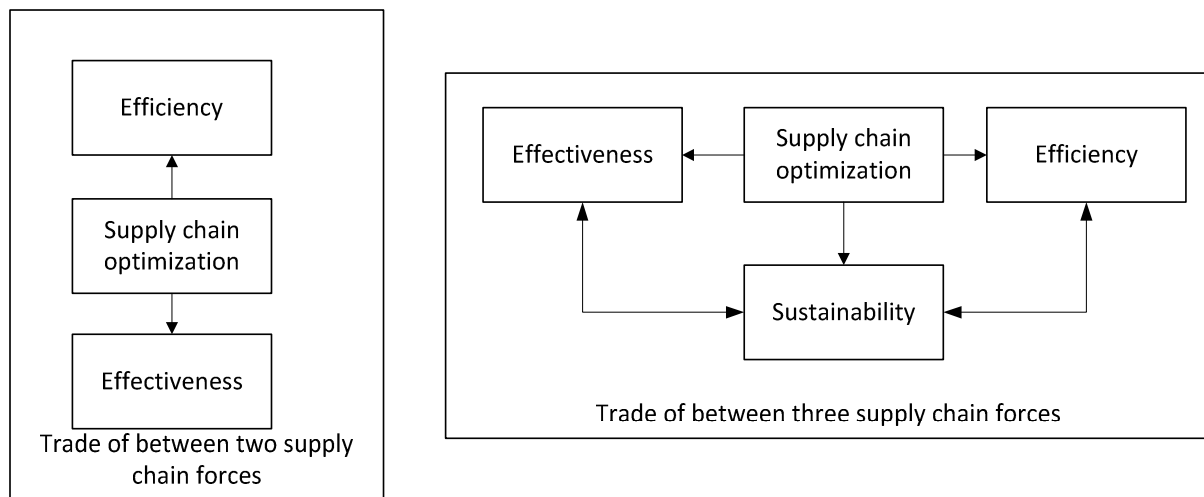 Efficiency
Supply chain
optimization
Effectiveness
Trade of between two supply
chain forces
Effectiveness
Supply chain
optimization
Efficiency
Sustainability
Trade of between three supply chain forces